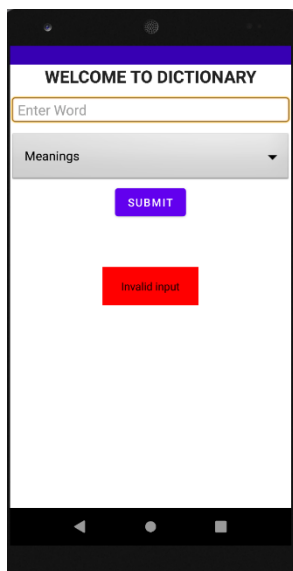 WELCOME TO DICTIONARY
Enter Word
Meanings
SUBMIT
Invalid input